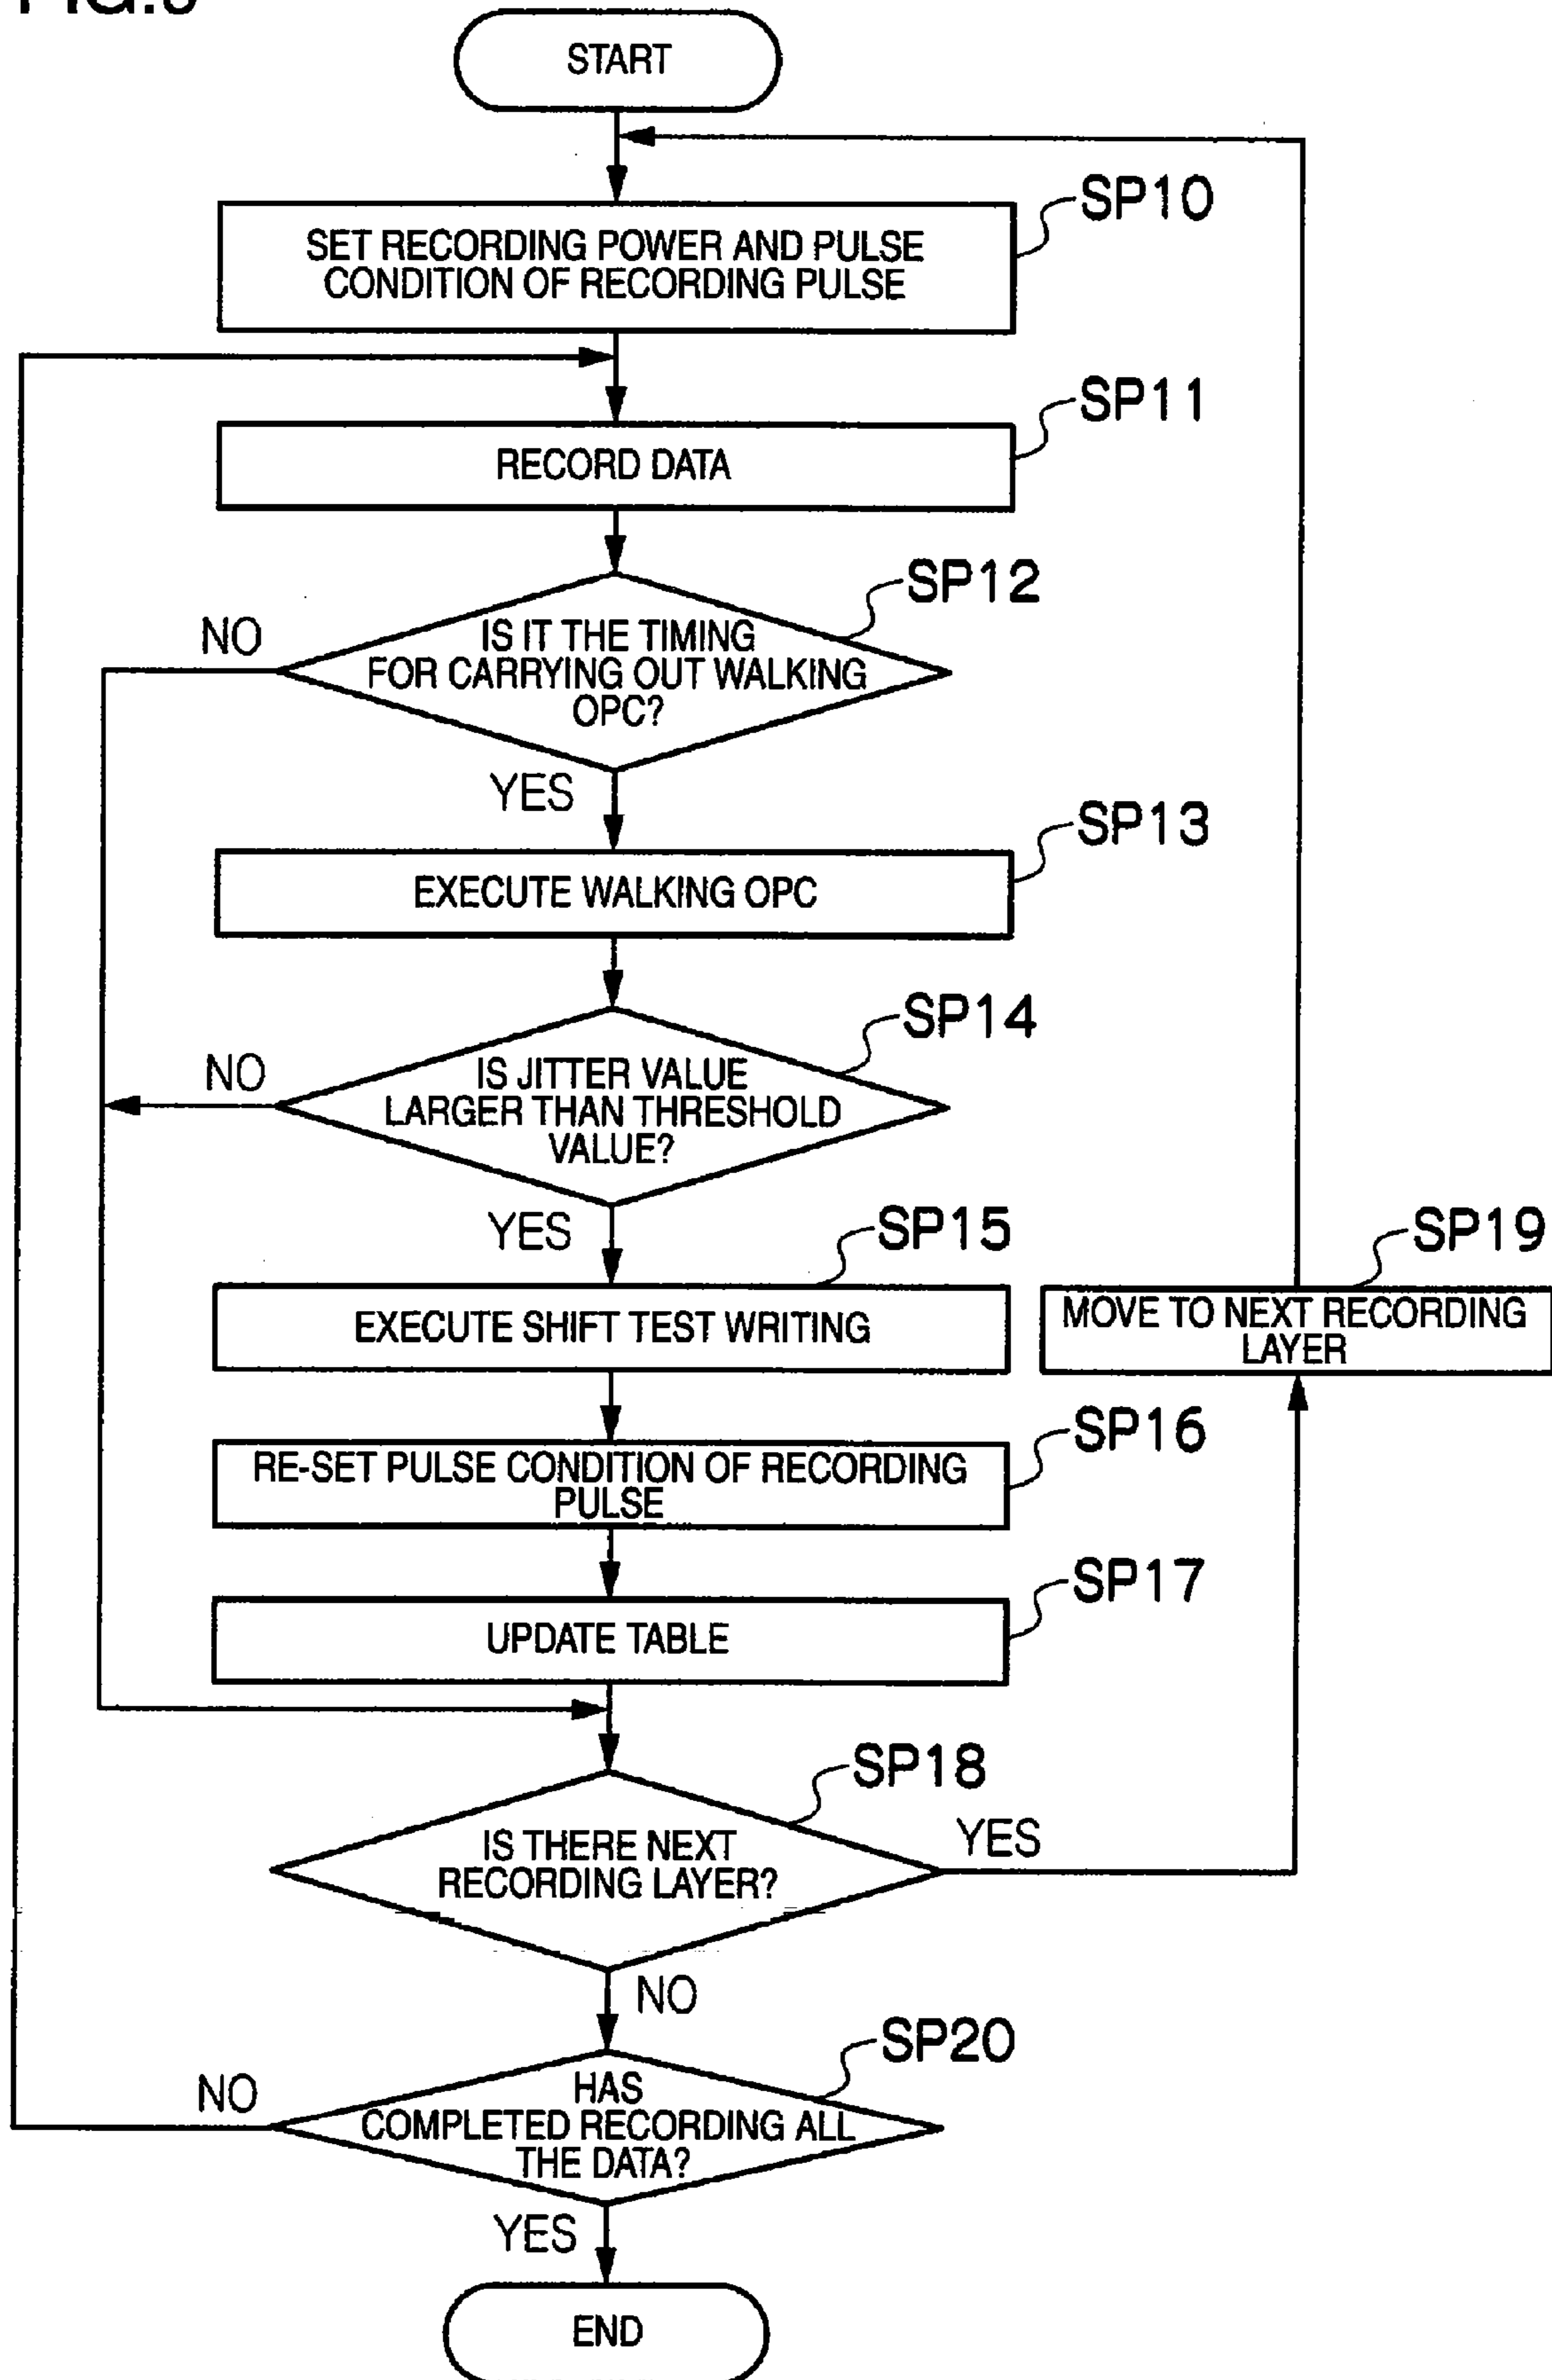 START
SP10
SET RECORDING POWER AND PULSE
CONDITION OF RECORDING PULSE
SP11
RECORD DATA
SP12
NO
IS IT THE TIMING
FOR CARRYING OUT WALKING
OPC?
YES
SP13
EXECUTE WALKING OPC
SP14
NO
IS JITTER VALUE
LARGER THAN THRESHOLD
VALUE?
YES
SP15
SP19
EXECUTE SHIFT TEST WRITING
MOVE TO NEXT RECORDING
LAYER
SP16
RE-SET PULSE CONDITION OF RECORDING
PULSE
SP17
UPDATE TABLE
SP18
IS THERE NEXT
RECORDING LAYER?
YES
NO
SP20
NO
HAS
COMPLETED RECORDING ALL
THE DATA?
YES
END